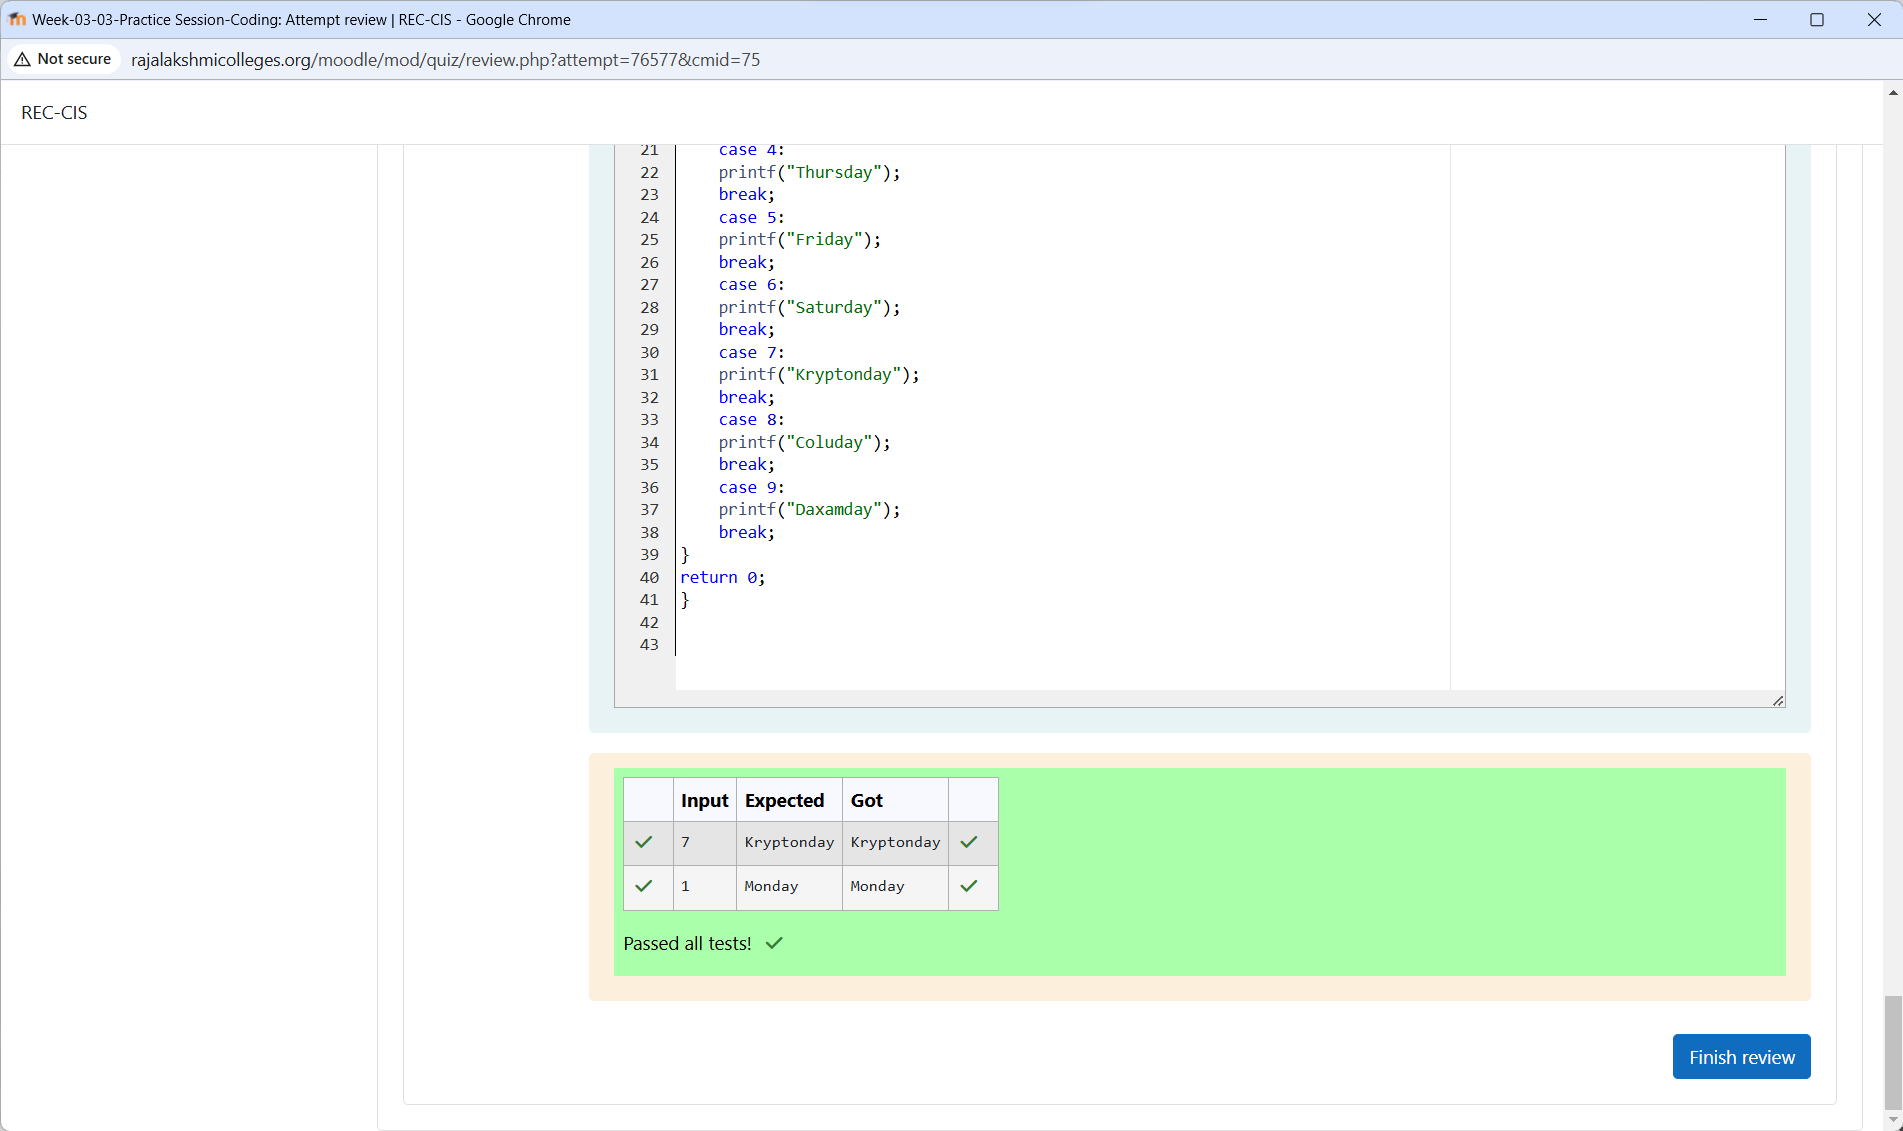 Week-03-03-Practice Session-Coding: Attempt review | REC-CIS - Google Chrome
Not secure rajalakshmicolleges.org/moodle/mod/quiz/review.php?attempt=76577&cmid=75
REC-CIS
21 case 4:
22 printf("Thursday");
23 break;
24 case 5:
25 printf("Friday");
26 break;
27 case 6:
28 printf("Saturday");
29 break;
30 case 7:
31 printf("Kryptonday");
32 break;
33 case 8:
34 printf("Coluday");
35 break;
36 case 9:
37 printf("Daxamday");
38 break;
39 }
40 return 0;
41 }
42
43
Input Expected Got
7 Kryptonday Kryptonday
1 Monday Monday
Passed all tests!
Finish review